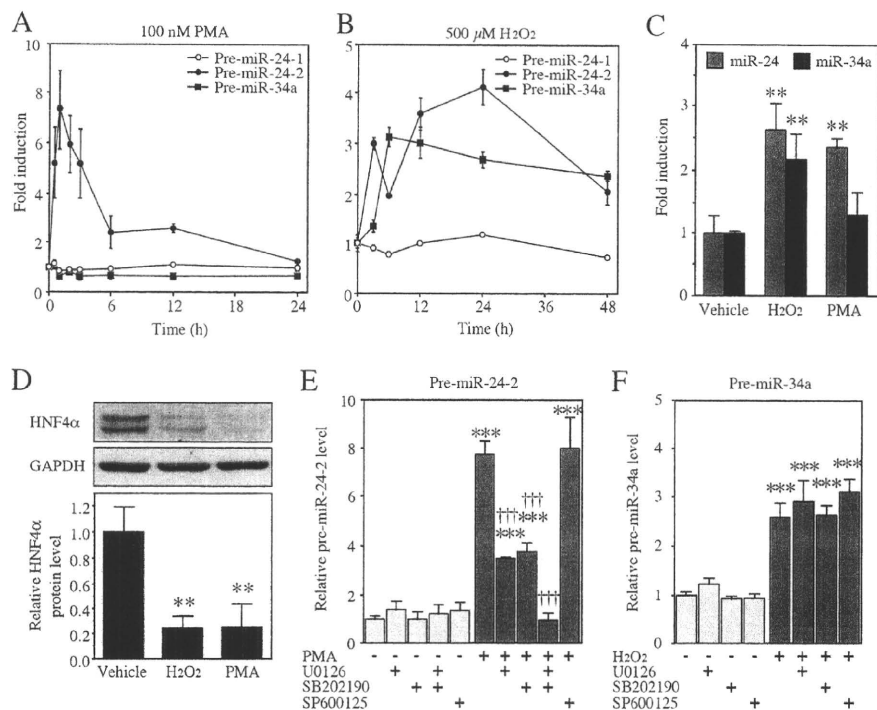 A
100 nM PMA
Pre-miR-24-1
Pre-miR-24-2
Pre-miR-34a
Fold induction
10
8
6
4
2
0
0 6 12 18 24
Time (h)
B
500 µM H2O2
Pre-miR-24-1
Pre-miR-24-2
Pre-miR-34a
Fold induction
5
4
3
2
1
0
0 12 24 36 48
Time (h)
C
miR-24 miR-34a
Fold induction
4
3
2
1
0
** ** **
Vehicle H2O2 PMA
D
HNF4α
GAPDH
Relative HNF4α
protein level
1.2
1.0
0.8
0.6
0.4
0.2
0.0
** **
Vehicle H2O2 PMA
E
Pre-miR-24-2
Relative pre-miR-24-2 level
10
8
6
4
2
0
*** ††† *** ††† *** ††† ***
PMA - - - - - + + + + +
U0126 + + + +
SB202190 + + + +
SP600125 + +
F
Pre-miR-34a
Relative pre-miR-34a level
5
4
3
2
1
0
*** *** *** ***
H2O2 - - - - + + + +
U0126 + +
SB202190 + +
SP600125 + +